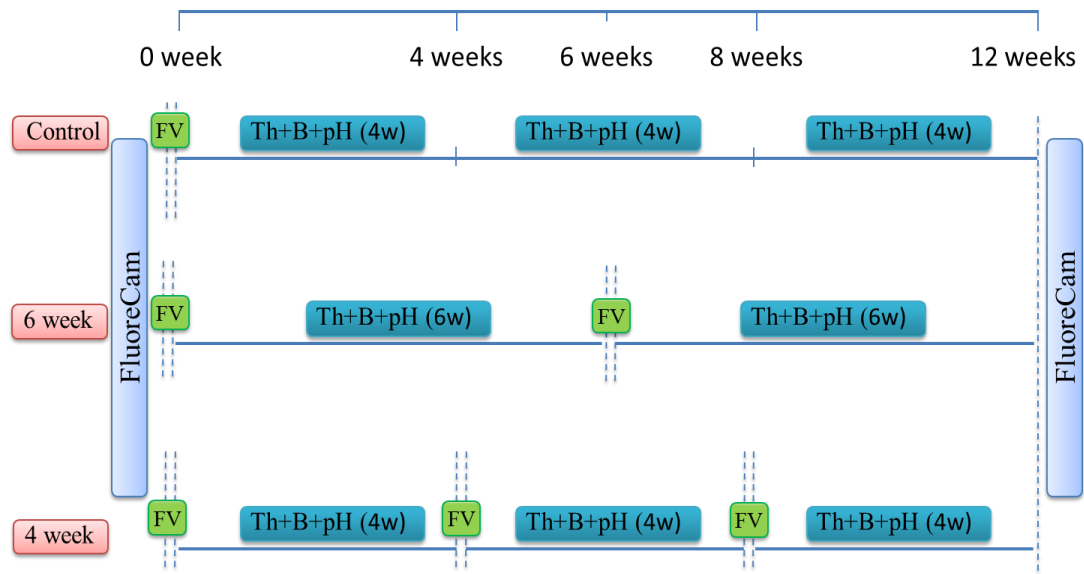 0 week 4 weeks 6 weeks 8 weeks 12 weeks
Control FV Th+B+pH (4w) Th+B+pH (4w) Th+B+pH (4w)
FluoreCam
FluoreCam
6 week FV Th+B+pH (6w) FV Th+B+pH (6w)
4 week FV Th+B+pH (4w) FV Th+B+pH (4w) FV Th+B+pH (4w)